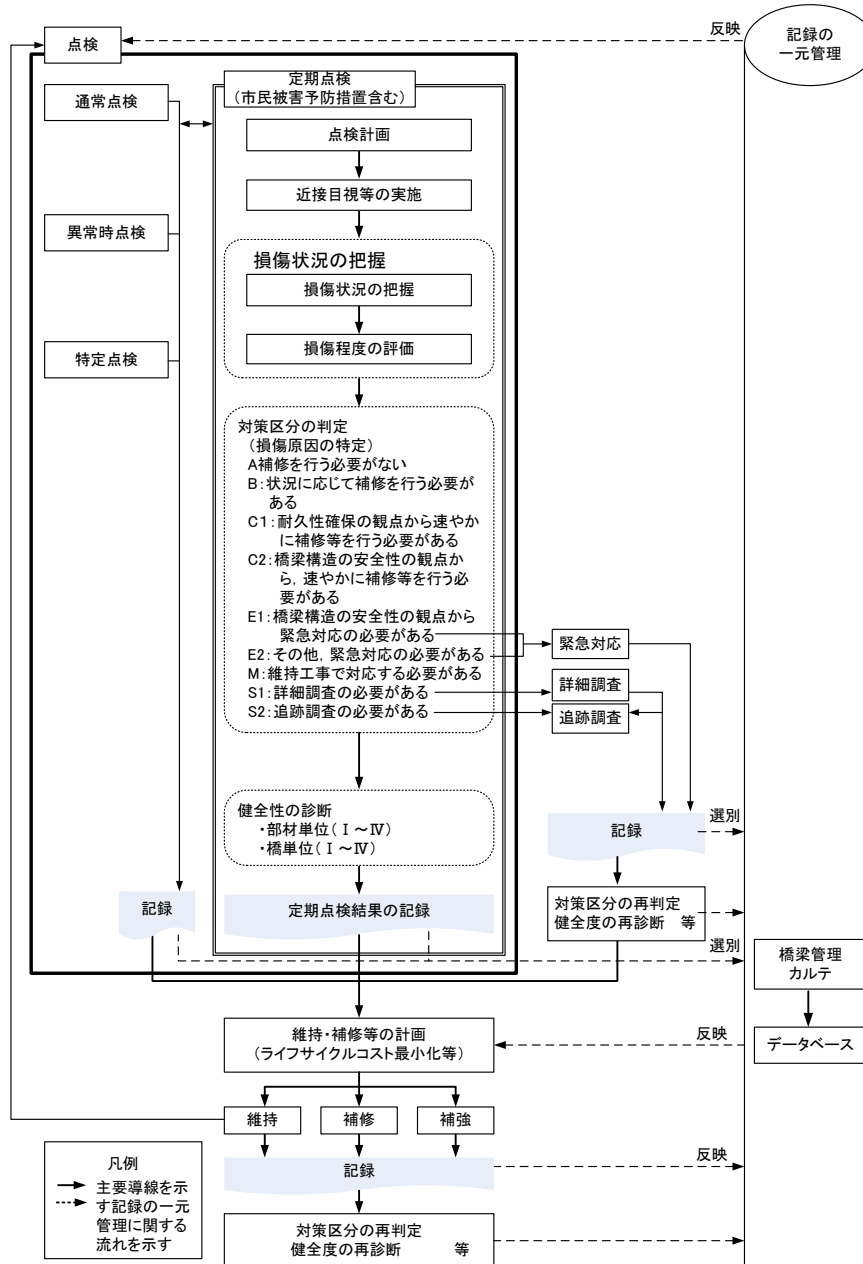 点検
反映
記録の
一元管理
定期点検
(市民被害予防措置含む)
通常点検
点検計画
近接目視等の実施
異常時点検
損傷状況の把握
損傷状況の把握
特定点検
損傷程度の評価
対策区分の判定
(損傷原因の特定)
A補修を行う必要がない
B:状況に応じて補修を行う必要が
ある
C1:耐久性確保の観点から速やか
に補修等を行う必要がある
C2:橋梁構造の安全性の観点か
ら,速やかに補修等を行う必
要がある
E1:橋梁構造の安全性の観点から
緊急対応の必要がある
E2:その他,緊急対応の必要がある
M:維持工事で対応する必要がある
S1:詳細調査の必要がある
S2:追跡調査の必要がある
緊急対応
詳細調査
追跡調査
健全性の診断
・部材単位(Ⅰ~Ⅳ)
・橋単位(Ⅰ~Ⅳ)
記録
選別
記録
定期点検結果の記録
対策区分の再判定
健全度の再診断 等
選別
橋梁管理
カルテ
維持・補修等の計画
(ライフサイクルコスト最小化等)
反映
データベース
維持
補修
補強
凡例
主要導線を示
す記録の一元
管理に関する
流れを示す
記録
反映
対策区分の再判定
健全度の再診断 等